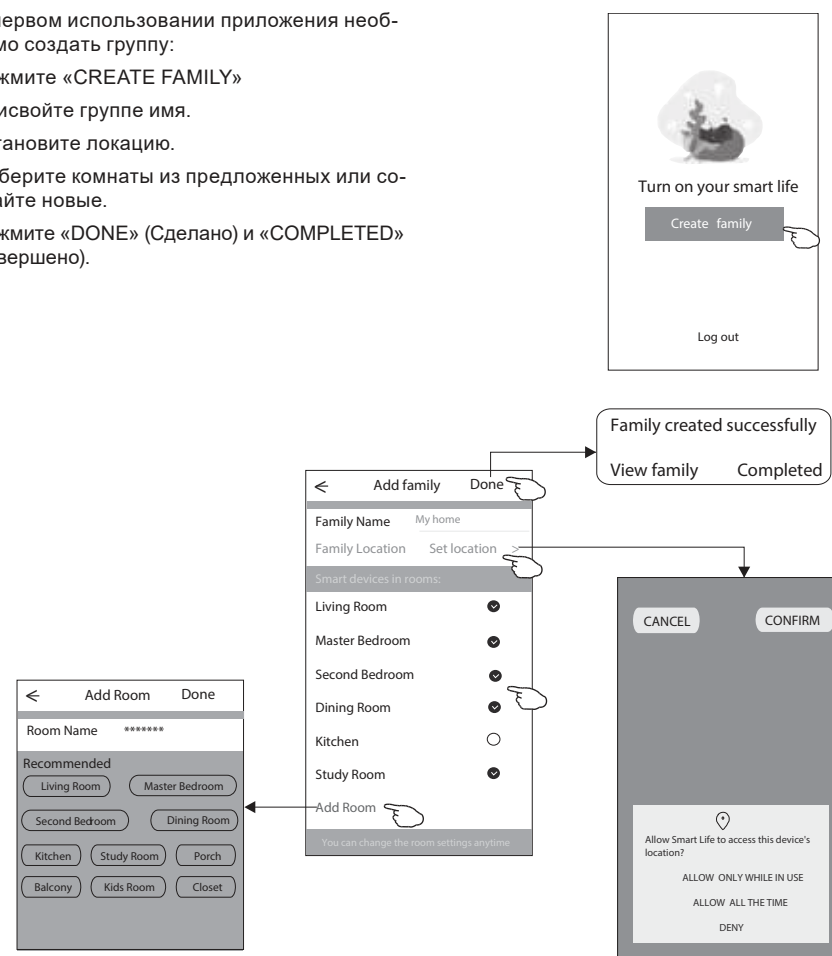 первом использовании приложения необ-
мо создать группу:
жмите «CREATE FAMILY»
исвойте группе имя.
тановите локацию.
берите комнаты из предложенных или со-
айте новые.
жмите «DONE» (Сделано) и «COMPLETED»
вершено).
Turn on your smart life
Create family
Log out
Family created successfully
View family Completed
Add family Done
Family Name My home
Family Location Set location >
Smart devices in rooms:
Living Room
Master Bedroom
Second Bedroom
Dining Room
Kitchen
Study Room
Add Room
You can change the room settings anytime
CANCEL CONFIRM
Allow Smart Life to access this device's
location?
ALLOW ONLY WHILE IN USE
ALLOW ALL THE TIME
DENY
Add Room Done
Room Name *******
Recommended
Living Room Master Bedroom
Second Bedroom Dining Room
Kitchen Study Room Porch
Balcony Kids Room Closet